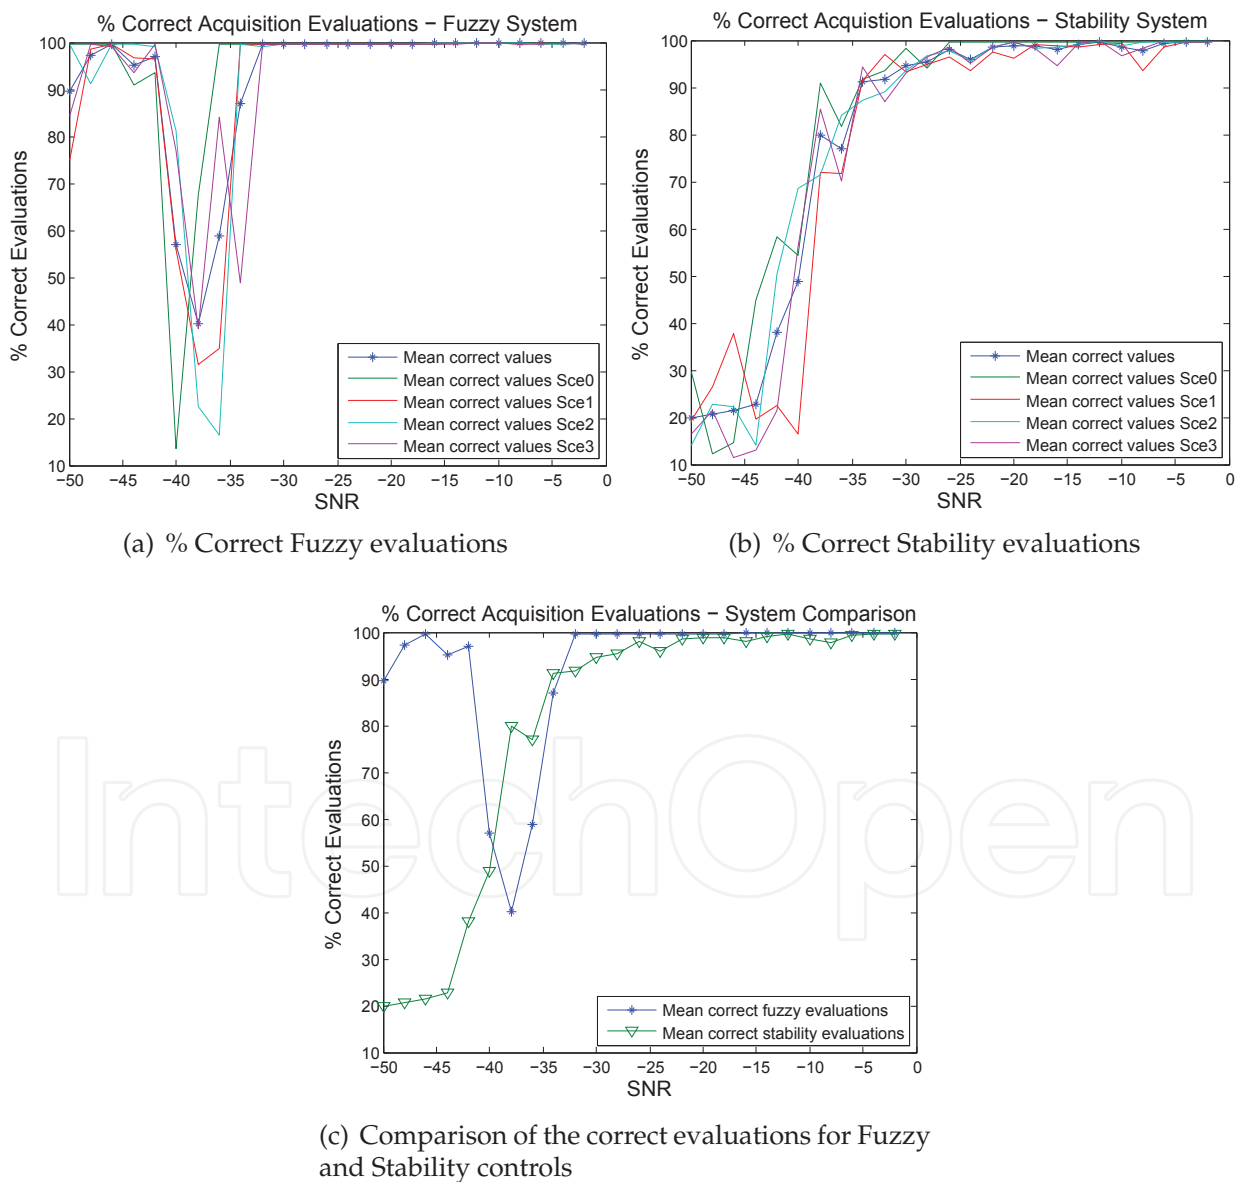 % Correct Acquisition Evaluations − Fuzzy System
100
90
80
70
60
50
40
30
20
10
% Correct Evaluations
Mean correct values
Mean correct values Sce0
Mean correct values Sce1
Mean correct values Sce2
Mean correct values Sce3
−50 −45 −40 −35 −30 −25 −20 −15 −10 −5 0
SNR
(a) % Correct Fuzzy evaluations
% Correct Acquistion Evaluations − Stability System
100
90
80
70
60
50
40
30
20
10
% Correct Evaluations
Mean correct values
Mean correct values Sce0
Mean correct values Sce1
Mean correct values Sce2
Mean correct values Sce3
−50 −45 −40 −35 −30 −25 −20 −15 −10 −5 0
SNR
(b) % Correct Stability evaluations
% Correct Acquisition Evaluations − System Comparison
100
90
80
70
60
50
40
30
20
10
% Correct Evaluations
Mean correct fuzzy evaluations
Mean correct stability evaluations
−50 −45 −40 −35 −30 −25 −20 −15 −10 −5 0
SNR
IntechOpen
(c) Comparison of the correct evaluations for Fuzzy
and Stability controls